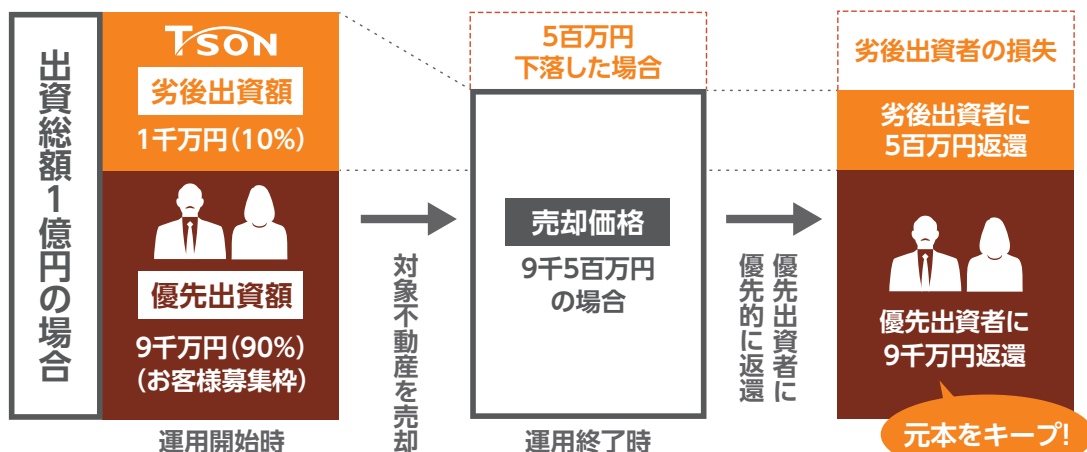 出資総額1億円の場合
TSON
劣後出資額
1千万円(10%)
優先出資額
9千万円(90%)
(お客様募集枠)
運用開始時
対象不動産を売却
5百万円
下落した場合
売却価格
9千5百万円
の場合
運用終了時
優先出資者に
優先的に返還
劣後出資者の損失
劣後出資者に
5百万円返還
優先出資者に
9千万円返還
元本をキープ!